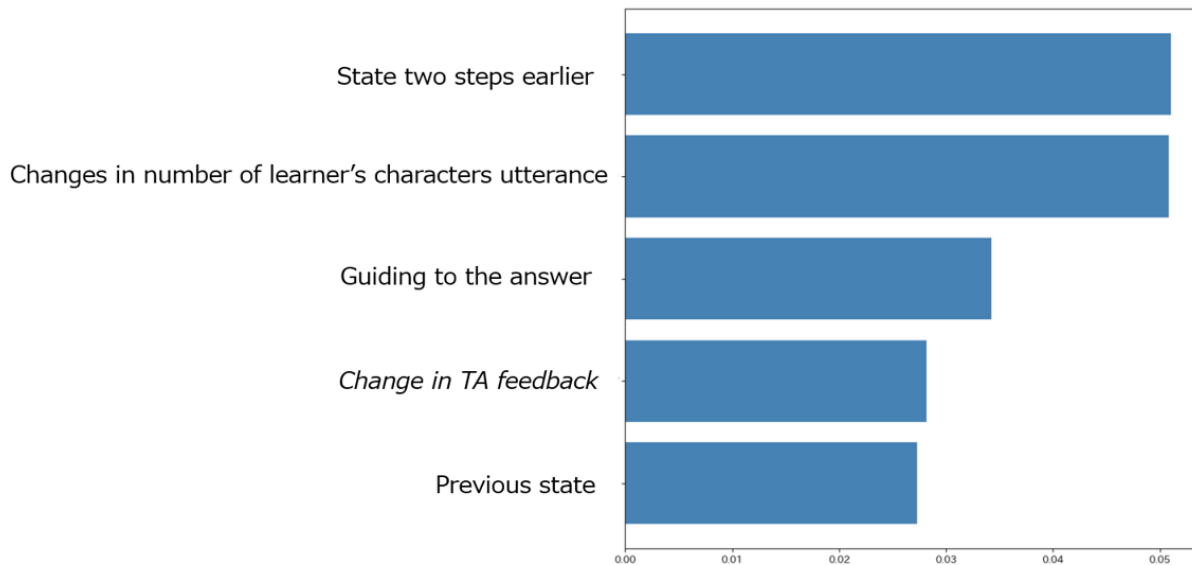 State two steps earlier
Changes in number of learner’s characters utterance
Guiding to the answer
Change in TA feedback
Previous state
0.00 0.01 0.02 0.03 0.04 0.05